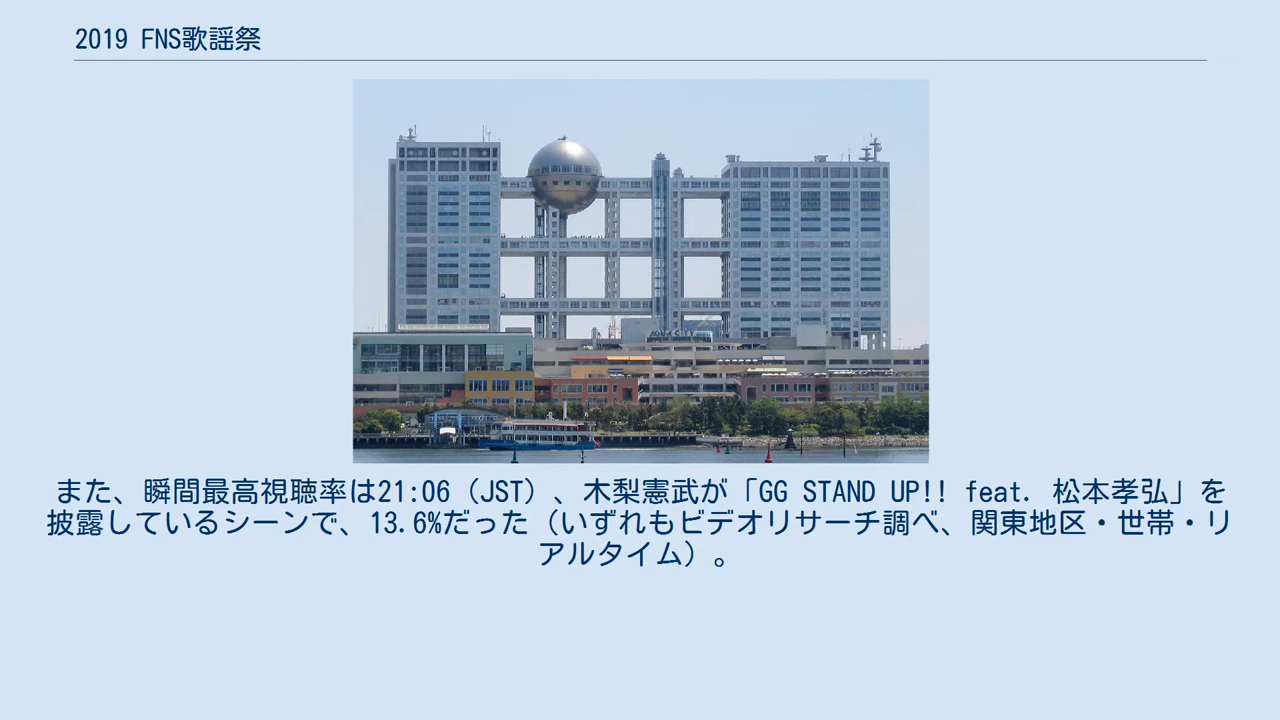 2019 FNS歌謡祭
また、瞬間最高視聴率は21:06（JST）、木梨憲武が「GG STAND UP!! feat. 松本孝弘」を
披露しているシーンで、13.6%だった（いずれもビデオリサーチ調べ、関東地区・世帯・リ
アルタイム）。